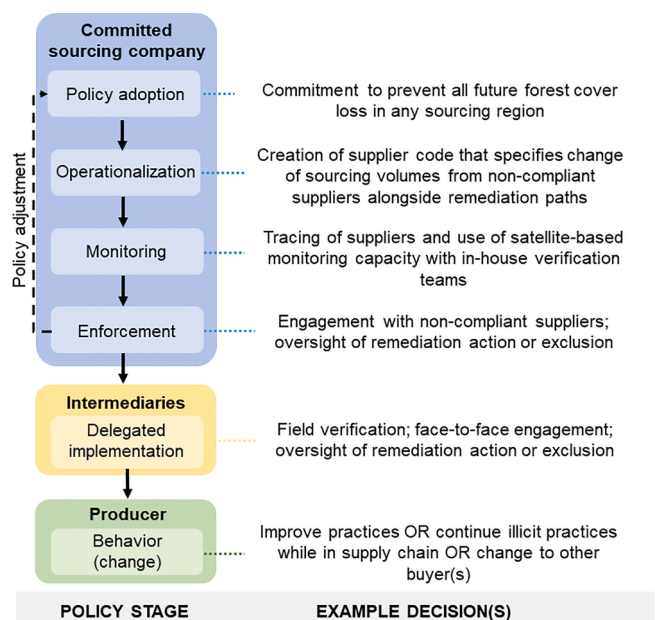 Committed
sourcing company
Policy adoption
Commitment to prevent all future forest cover
loss in any sourcing region
Operationalization
Creation of supplier code that specifies change
of sourcing volumes from non-compliant
suppliers alongside remediation paths
Policy adjustment
Monitoring
Tracing of suppliers and use of satellite-based
monitoring capacity with in-house verification
teams
Enforcement
Engagement with non-compliant suppliers;
oversight of remediation action or exclusion
Intermediaries
Delegated
implementation
Field verification; face-to-face engagement;
oversight of remediation action or exclusion
Producer
Behavior
(change)
Improve practices OR continue illicit practices
while in supply chain OR change to other
buyer(s)
POLICY STAGE
EXAMPLE DECISION(S)